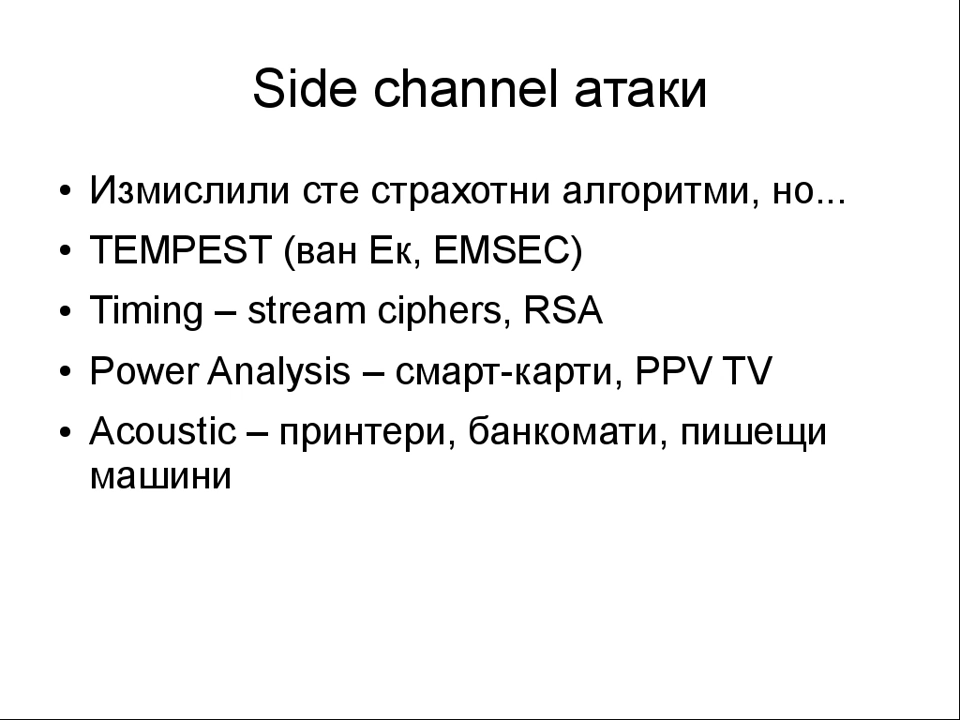 Side channel атаки
• Измислили сте страхотни алгоритми, но...
• TEMPEST (ван Ек, EMSEC)
• Timing – stream ciphers, RSA
• Power Analysis – смарт-карти, PPV TV
• Acoustic – принтери, банкомати, пишещи
машини